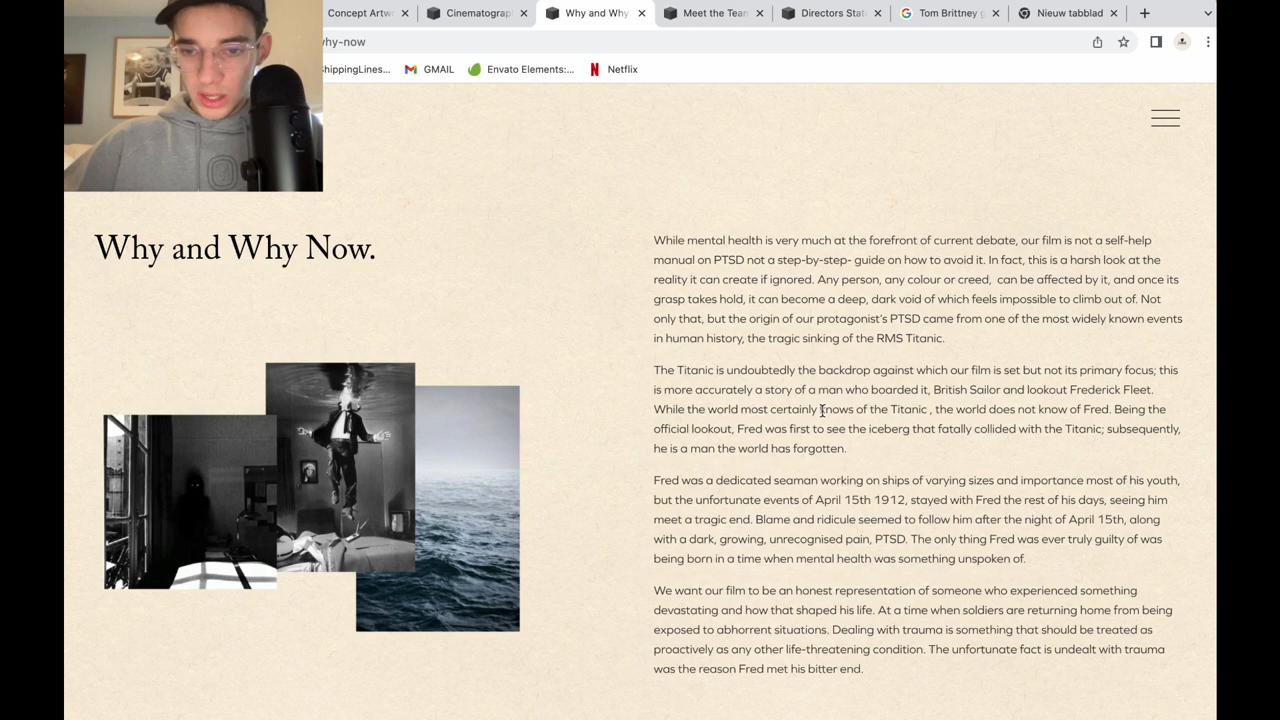 Concept Artw
Cinematograp
Why and Why
Meet the Tean
Directors Stat
Tom Brittney g
Nieuw tabblad
vhy-now
ShippingLines...
GMAIL
Envato Elements:...
Netflix
Why and Why Now.
While mental health is very much at the forefront of current debate, our film is not a self-help
manual on PTSD not a step-by-step- guide on how to avoid it. In fact, this is a harsh look at the
reality it can create if ignored. Any person, any colour or creed, can be affected by it, and once its
grasp takes hold, it can become a deep, dark void of which feels impossible to climb out of. Not
only that, but the origin of our protagonist's PTSD came from one of the most widely known events
in human history, the tragic sinking of the RMS Titanic.
The Titanic is undoubtedly the backdrop against which our film is set but not its primary focus; this
is more accurately a story of a man who boarded it, British Sailor and lookout Frederick Fleet.
While the world most certainly knows of the Titanic , the world does not know of Fred. Being the
official lookout, Fred was first to see the iceberg that fatally collided with the Titanic; subsequently,
he is a man the world has forgotten.
Fred was a dedicated seaman working on ships of varying sizes and importance most of his youth,
but the unfortunate events of April 15th 1912, stayed with Fred the rest of his days, seeing him
meet a tragic end. Blame and ridicule seemed to follow him after the night of April 15th, along
with a dark, growing, unrecognised pain, PTSD. The only thing Fred was ever truly guilty of was
being born in a time when mental health was something unspoken of.
We want our film to be an honest representation of someone who experienced something
devastating and how that shaped his life. At a time when soldiers are returning home from being
exposed to abhorrent situations. Dealing with trauma is something that should be treated as
proactively as any other life-threatening condition. The unfortunate fact is undealt with trauma
was the reason Fred met his bitter end.